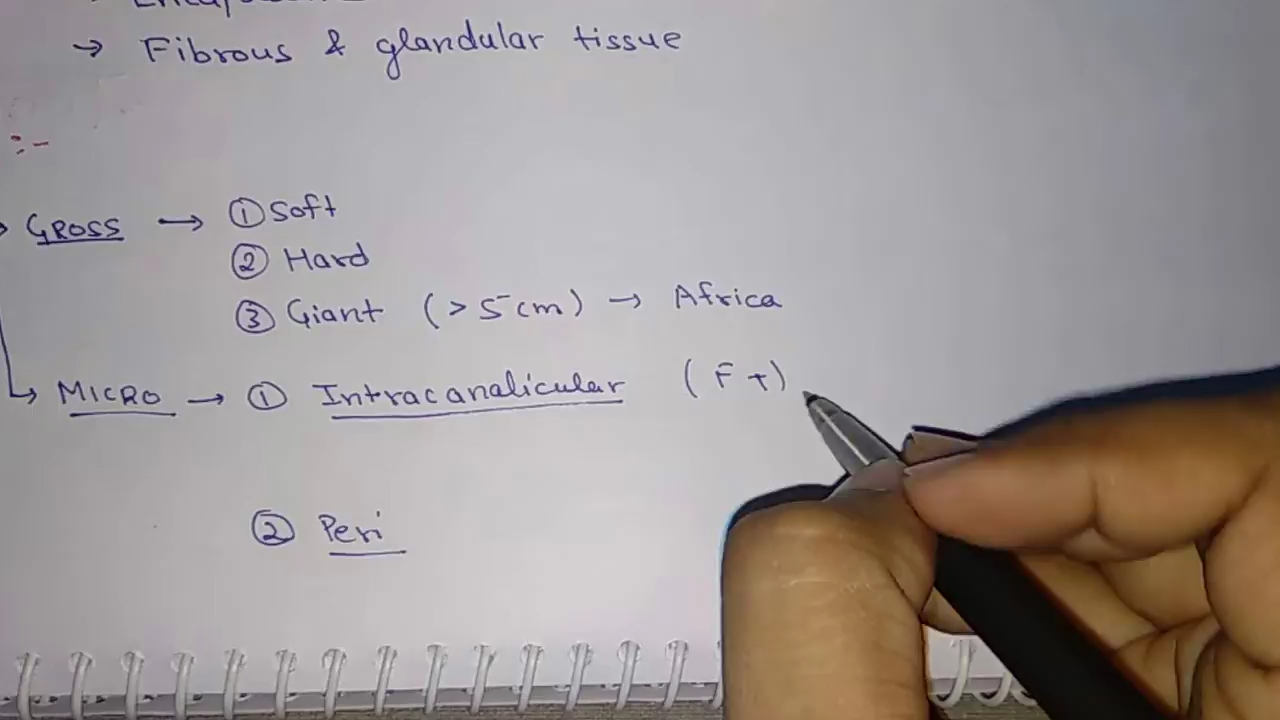 → Fibrous & glandular tissue
:-
GROSS → ① Soft
② Hard
③ Giant (> 5cm) → Africa
↳ MICRO → ① Intracanalicular (F+)
② Peri